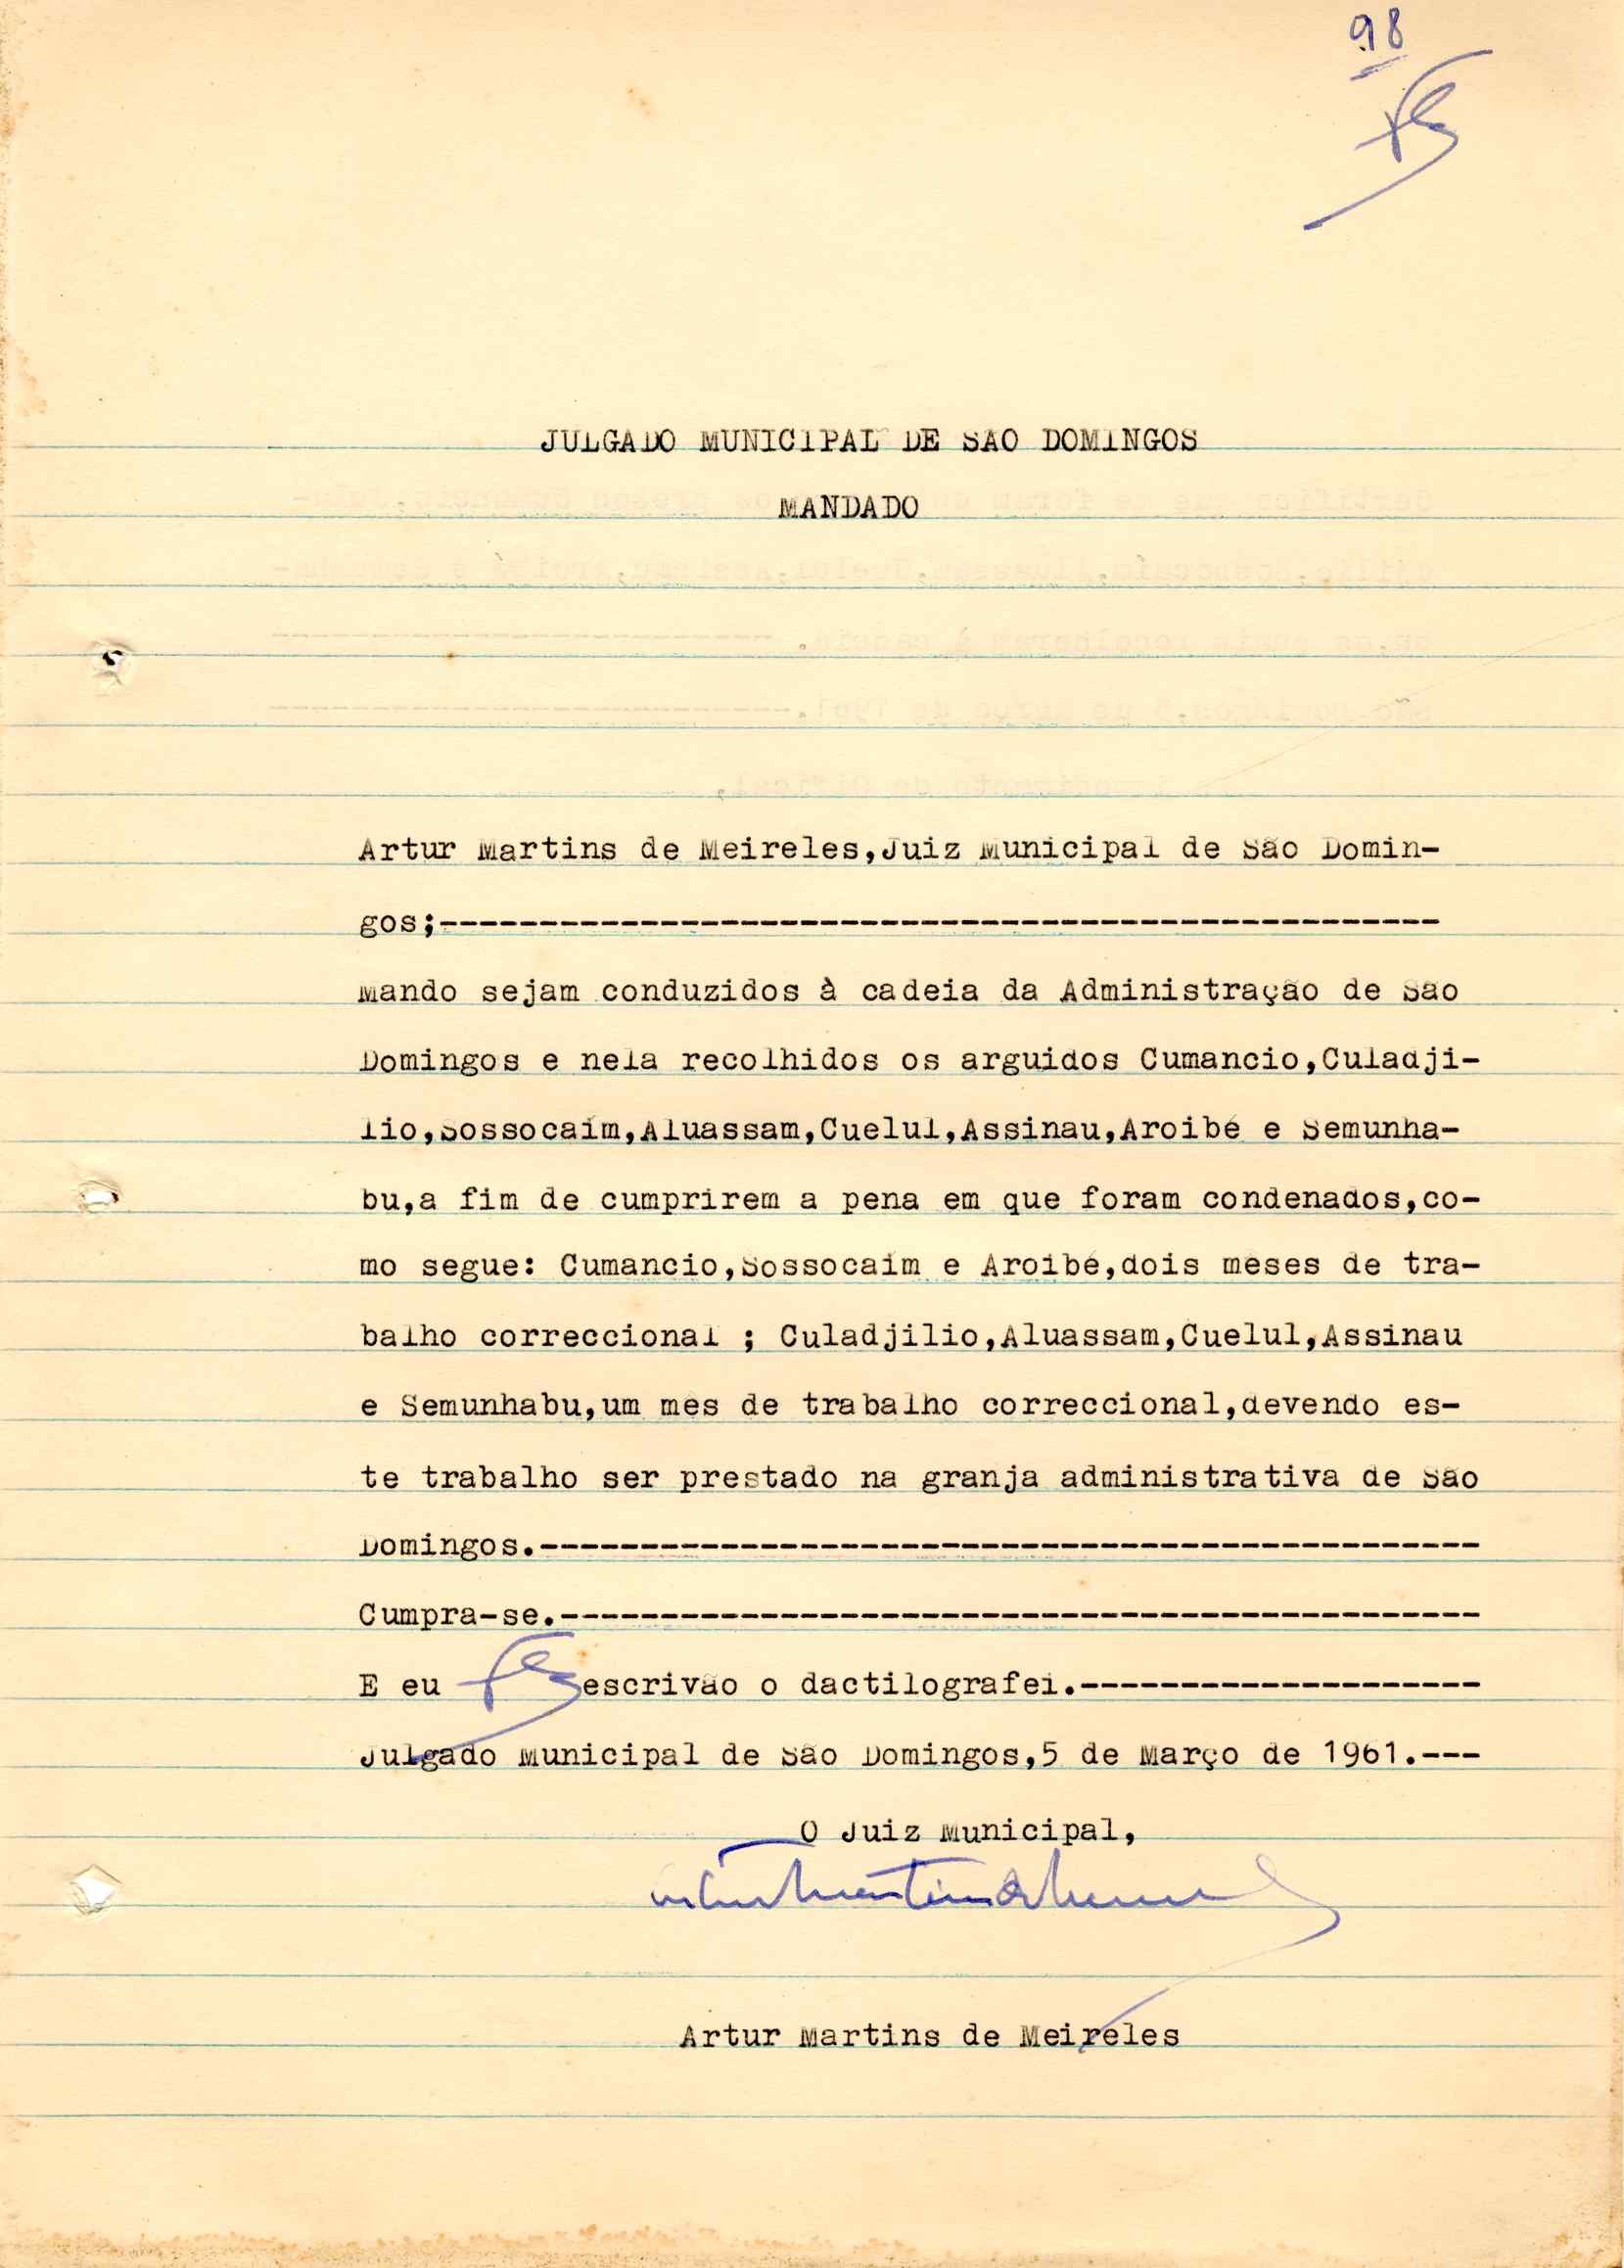 98
JULGADO MUNICIPAL DE SAO DOMINGOS
MANDADO
Artur Martins de Meireles,Juiz Municipal de São Domin-
gos;--------------------------------------------------
Mando sejam conduzidos à cadeia da Administração de São
Domingos e nela recolhidos os arguidos Cumancio,Culadji-
lio,Sossocaim,Aluassam,Cuelul,Assinau,Aroibé e Semunha-
bu,a fim de cumprirem a pena em que foram condenados,co-
mo segue: Cumancio,Sossocaim e Aroibé,dois meses de tra-
balho correccional ; Culadjilio,Aluassam,Cuelul,Assinau
e Semunhabu,um mês de trabalho correccional,devendo es-
te trabalho ser prestado na granja administrativa de São
Domingos.-----------------------------------------------
Cumpra-se.----------------------------------------------
E eu escrivão o dactilografei.--------------------
Julgado Municipal de São Domingos,5 de Março de 1961.---
O Juiz Municipal,
Artur Martins de Meireles